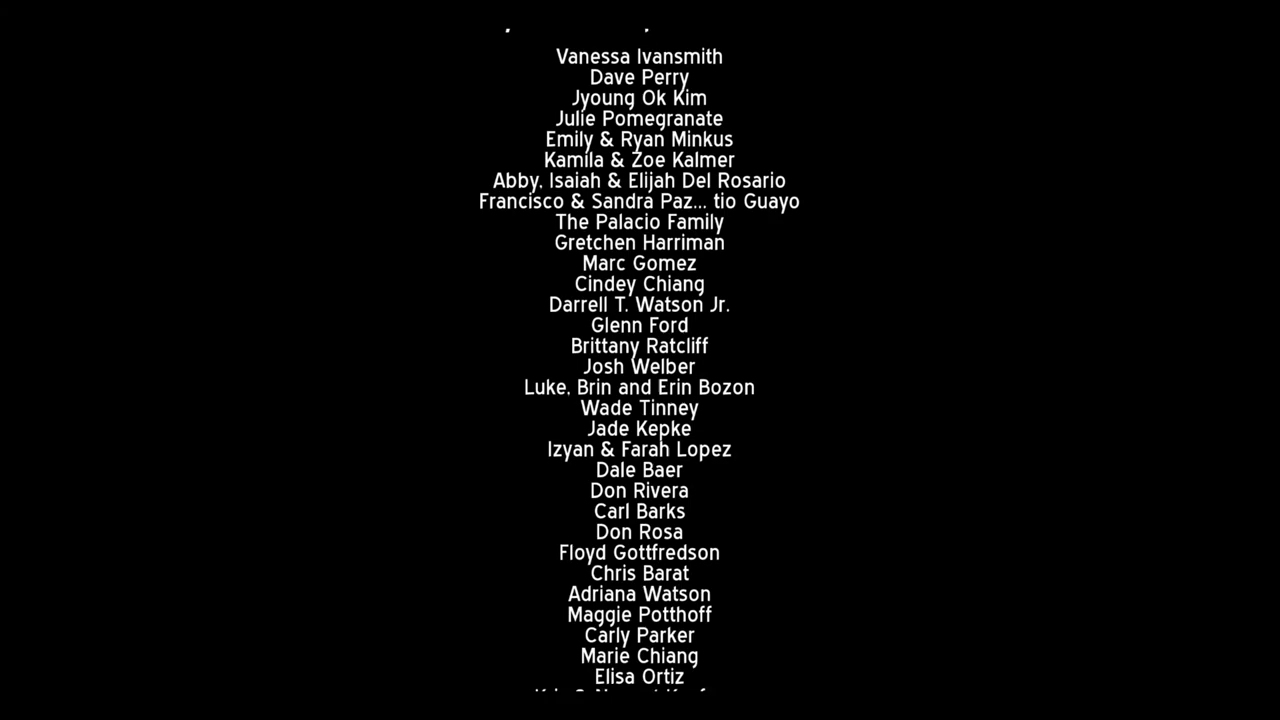 Vanessa Ivansmith
Dave Perry
Jyoung Ok Kim
Julie Pomegranate
Emily & Ryan Minkus
Kamila & Zoe Kalmer
Abby, Isaiah & Elijah Del Rosario
Francisco & Sandra Paz... tio Guayo
The Palacio Family
Gretchen Harriman
Marc Gomez
Cindey Chiang
Darrell T. Watson Jr.
Glenn Ford
Brittany Ratcliff
Josh Welber
Luke, Brin and Erin Bozon
Wade Tinney
Jade Kepke
Izyan & Farah Lopez
Dale Baer
Don Rivera
Carl Barks
Don Rosa
Floyd Gottfredson
Chris Barat
Adriana Watson
Maggie Potthoff
Carly Parker
Marie Chiang
Elisa Ortiz